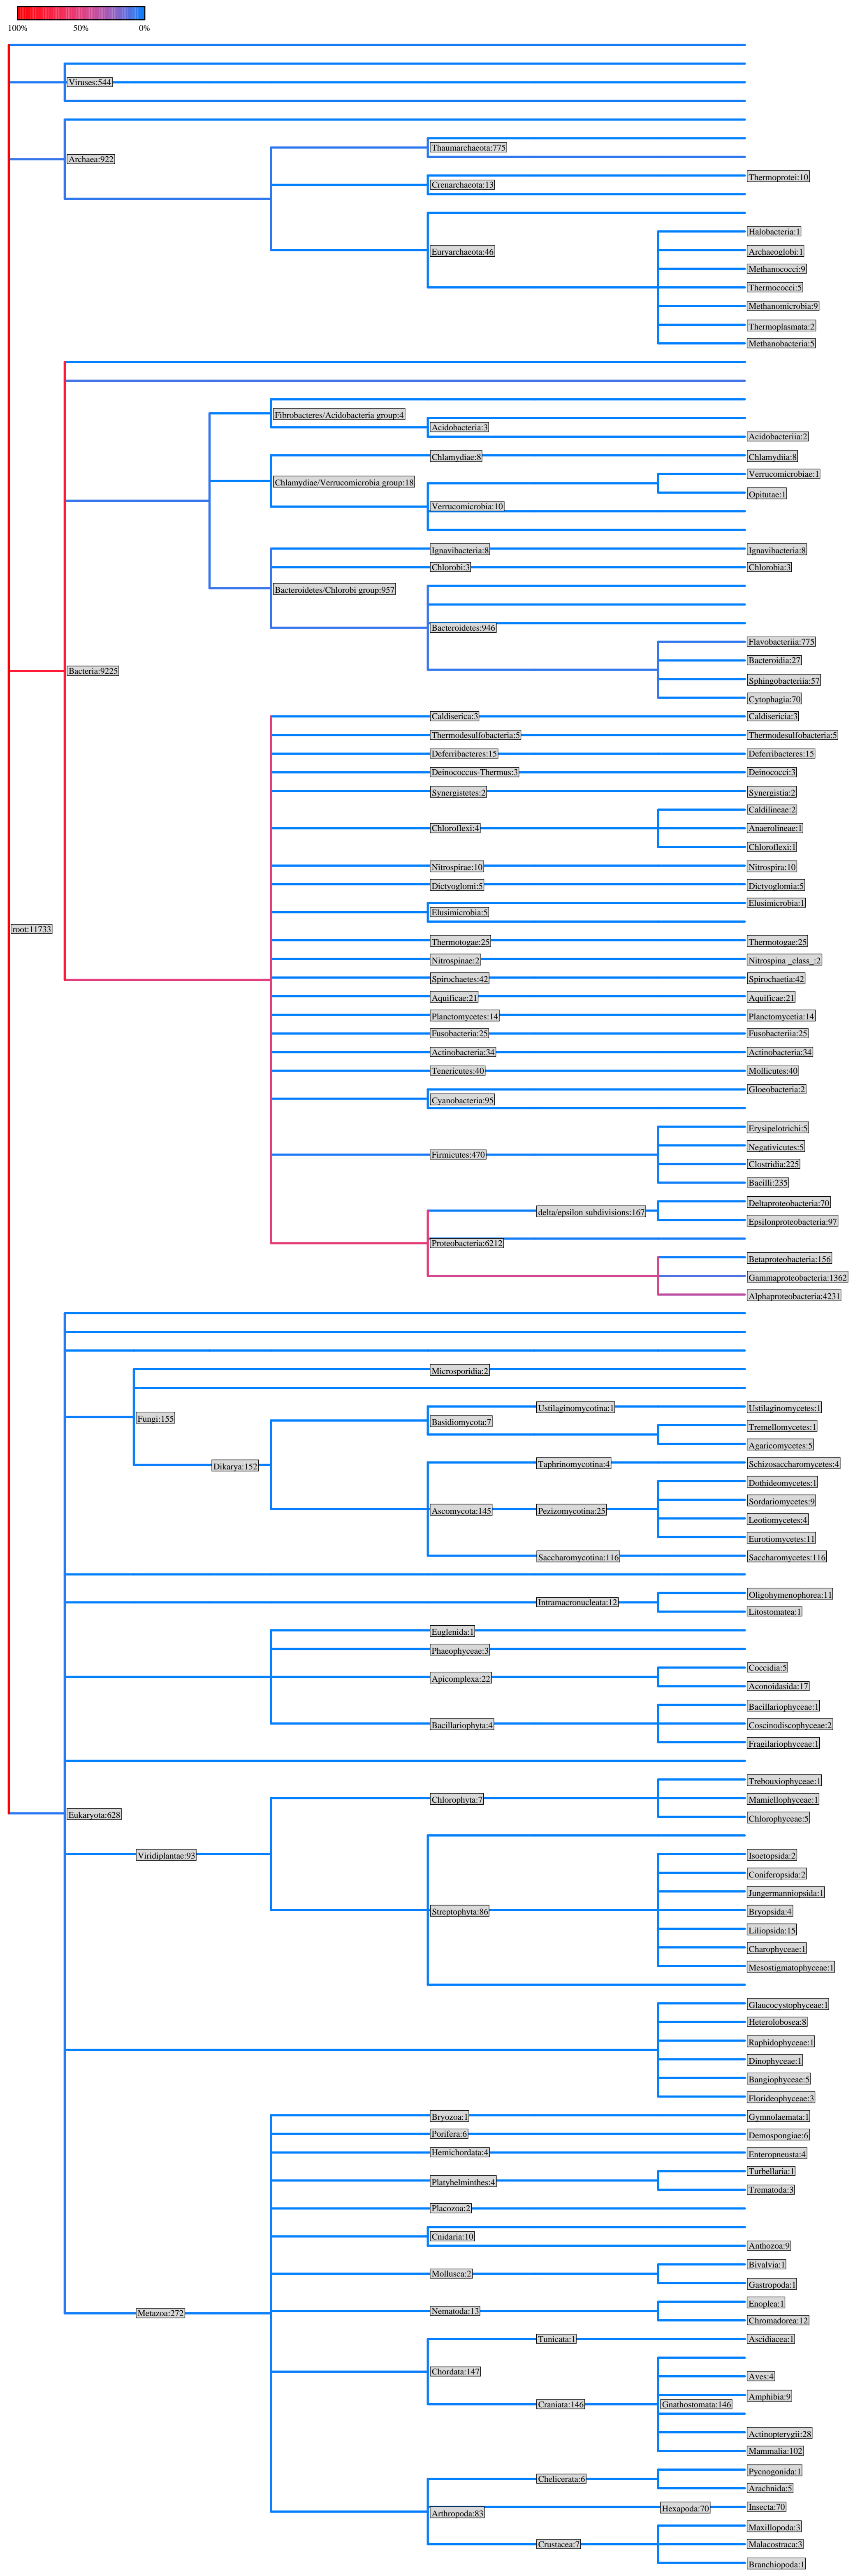 100% 50% 0%
Viruses:544
Archaea:922
Thaumarchaeota:775
Thermoprotei:10
Crenarchaeota:13
Halobacteria:1
Euryarchaeota:46
Archaeoglobi:1
Methanococci:9
Thermococci:5
Methanomicrobia:9
Thermoplasmata:2
Methanobacteria:5
Fibrobacteres/Acidobacteria group:4
Acidobacteria:3
Acidobacteriia:2
Chlamydiae:8
Chlamydiia:8
Verrucomicrobiae:1
Chlamydiae/Verrucomicrobia group:18
Opitutae:1
Verrucomicrobia:10
Ignavibacteria:8
Ignavibacteria:8
Chlorobi:3
Chlorobia:3
Bacteroidetes/Chlorobi group:957
Bacteroidetes:946
Flavobacteriia:775
Bacteroidia:27
Bacteria:9225
Sphingobacteriia:57
Cytophagia:70
Caldiserica:3
Caldisericia:3
Thermodesulfobacteria:5
Thermodesulfobacteria:5
Deferribacteres:15
Deferribacteres:15
Deinococcus-Thermus:3
Deinococci:3
Synergistetes:2
Synergistia:2
Caldilineae:2
Chloroflexi:4
Anaerolineae:1
Chloroflexi:1
Nitrospirae:10
Nitrospira:10
Dictyoglomi:5
Dictyoglomia:5
Elusimicrobia:1
Elusimicrobia:5
root:11733
Thermotogae:25
Thermotogae:25
Nitrospinae:2
Nitrospina _class_:2
Spirochaetes:42
Spirochaetia:42
Aquificae:21
Aquificae:21
Planctomycetes:14
Planctomycetia:14
Fusobacteria:25
Fusobacteriia:25
Actinobacteria:34
Actinobacteria:34
Tenericutes:40
Mollicutes:40
Gloeobacteria:2
Cyanobacteria:95
Erysipelotrichi:5
Negativicutes:5
Firmicutes:470
Clostridia:225
Bacilli:235
Deltaproteobacteria:70
delta/epsilon subdivisions:167
Epsilonproteobacteria:97
Proteobacteria:6212
Betaproteobacteria:156
Gammaproteobacteria:1362
Alphaproteobacteria:4231
Microsporidia:2
Ustilaginomycotina:1
Ustilaginomycetes:1
Fungi:155
Basidiomycota:7
Tremellomycetes:1
Agaricomycetes:5
Dikarya:152
Taphrinomycotina:4
Schizosaccharomycetes:4
Dothideomycetes:1
Sordariomycetes:9
Ascomycota:145
Pezizomycotina:25
Leotiomycetes:4
Eurotiomycetes:11
Saccharomycotina:116
Saccharomycetes:116
Oligohymenophorea:11
Intramacronucleata:12
Litostomatea:1
Euglenida:1
Phaeophyceae:3
Coccidia:5
Apicomplexa:22
Aconoidasida:17
Bacillariophyceae:1
Bacillariophyta:4
Coscinodiscophyceae:2
Fragilariophyceae:1
Trebouxiophyceae:1
Chlorophyta:7
Mamiellophyceae:1
Eukaryota:628
Chlorophyceae:5
Viridiplantae:93
Isoetopsida:2
Coniferopsida:2
Jungermanniopsida:1
Streptophyta:86
Bryopsida:4
Liliopsida:15
Charophyceae:1
Mesostigmatophyceae:1
Glaucocystophyceae:1
Heterolobosea:8
Raphidophyceae:1
Dinophyceae:1
Bangiophyceae:5
Florideophyceae:3
Bryozoa:1
Gymnolaemata:1
Porifera:6
Demospongiae:6
Hemichordata:4
Enteropneusta:4
Turbellaria:1
Platyhelminthes:4
Trematoda:3
Placozoa:2
Cnidaria:10
Anthozoa:9
Bivalvia:1
Mollusca:2
Gastropoda:1
Enoplea:1
Metazoa:272
Nematoda:13
Chromadorea:12
Tunicata:1
Ascidiacea:1
Chordata:147
Aves:4
Amphibia:9
Craniata:146
Gnathostomata:146
Actinopterygii:28
Mammalia:102
Pycnogonida:1
Chelicerata:6
Arachnida:5
Hexapoda:70
Insecta:70
Arthropoda:83
Maxillopoda:3
Crustacea:7
Malacostraca:3
Branchiopoda:1